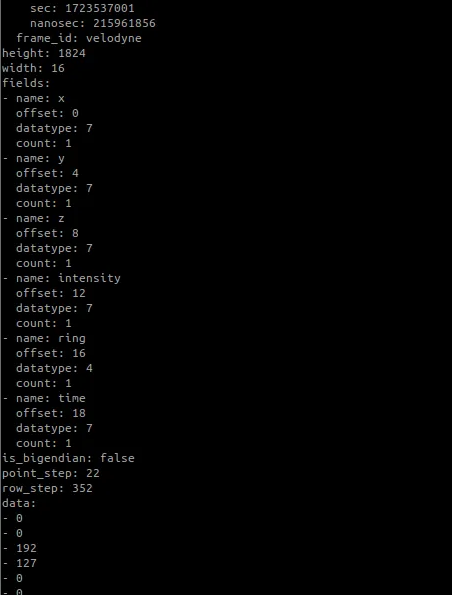 sec: 1723537001
nanosec: 215961856
frame_id: velodyne
height: 1824
width: 16
fields:
- name: x
offset: 0
datatype: 7
count: 1
- name: y
offset: 4
datatype: 7
count: 1
- name: z
offset: 8
datatype: 7
count: 1
- name: intensity
offset: 12
datatype: 7
count: 1
- name: ring
offset: 16
datatype: 4
count: 1
- name: time
offset: 18
datatype: 7
count: 1
is_bigendian: false
point_step: 22
row_step: 352
data:
- 0
- 0
- 192
- 127
- 0
- 0